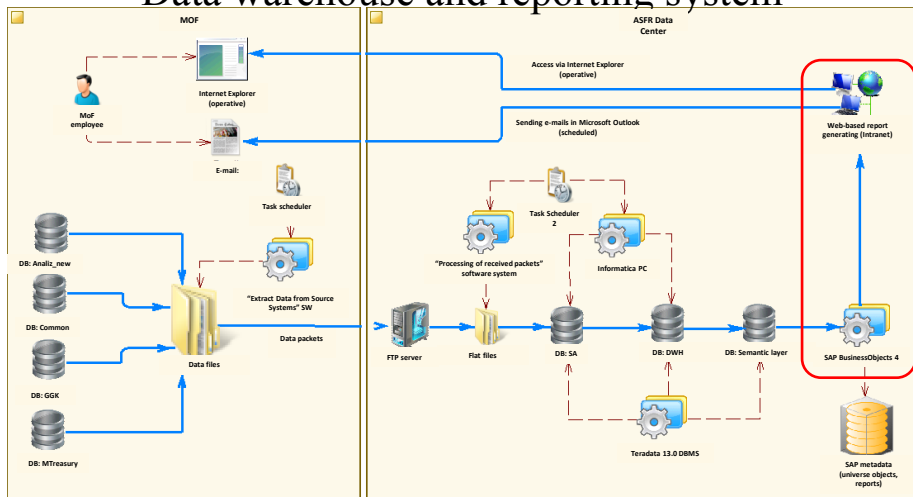 Data warehouse and reporting system
MOF
ASFR Data
Center
Internet Explorer
(operative)
Access via Internet Explorer
(operative)
MoF
employee
Sending e-mails in Microsoft Outlook
(scheduled)
Web-based report
generating (Intranet)
E-mail:
Task scheduler
Task Scheduler
2
DB: Analiz_new
"Processing of received packets"
software system
Informatica PC
"Extract Data from Source
Systems" SW
DB: Common
Data packets
Data files
FTP server
Flat files
DB: SA
DB: DWH
DB: Semantic layer
SAP BusinessObjects 4
DB: GGK
DB: MTreasury
Teradata 13.0 DBMS
SAP metadata
(universe objects,
reports)